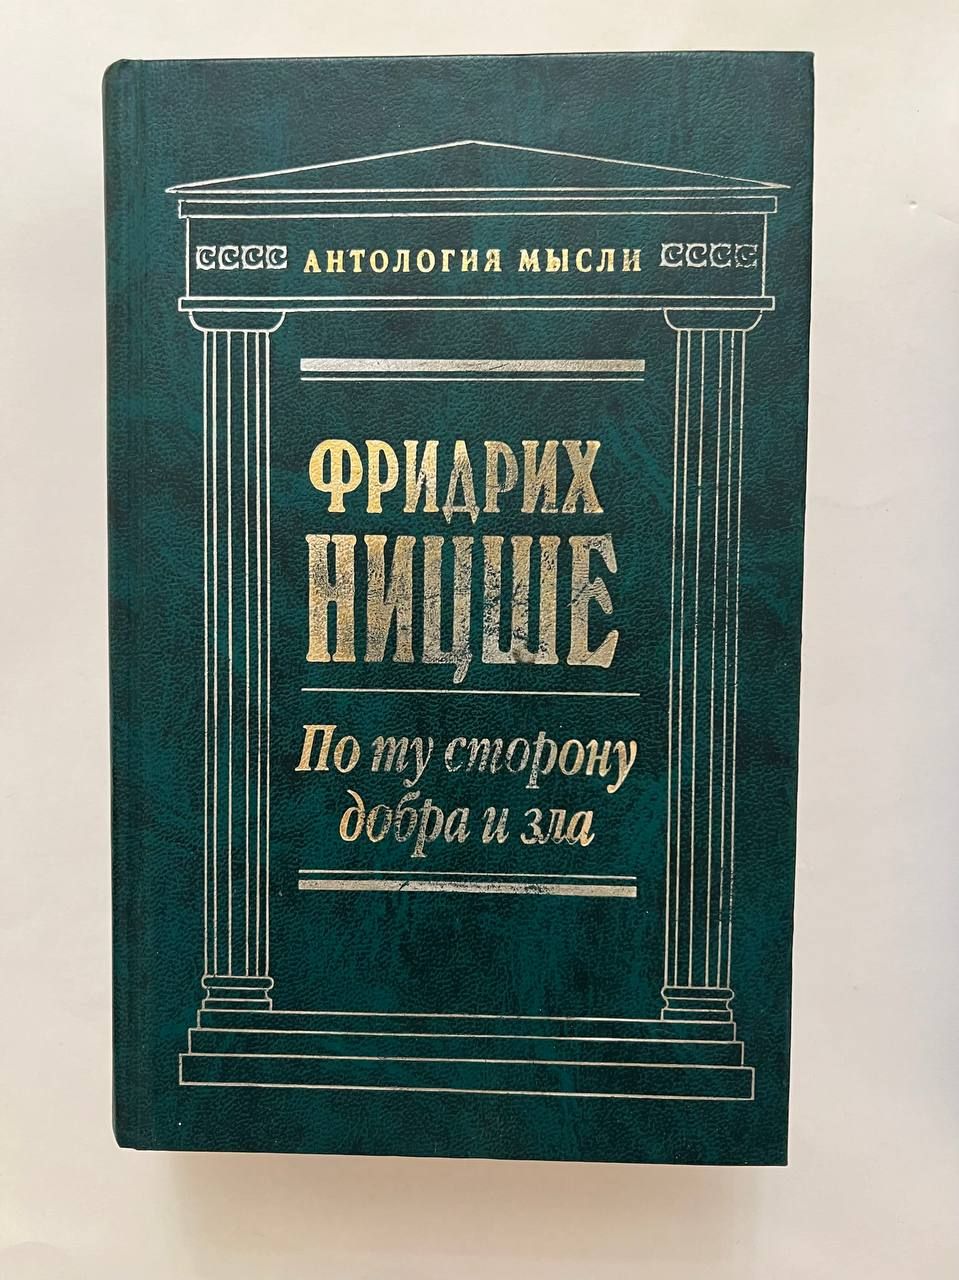 АНТОЛОГИЯ МЫСЛИ
ФРИДРИХ
НИЦШЕ
По ту сторону
добра и зла